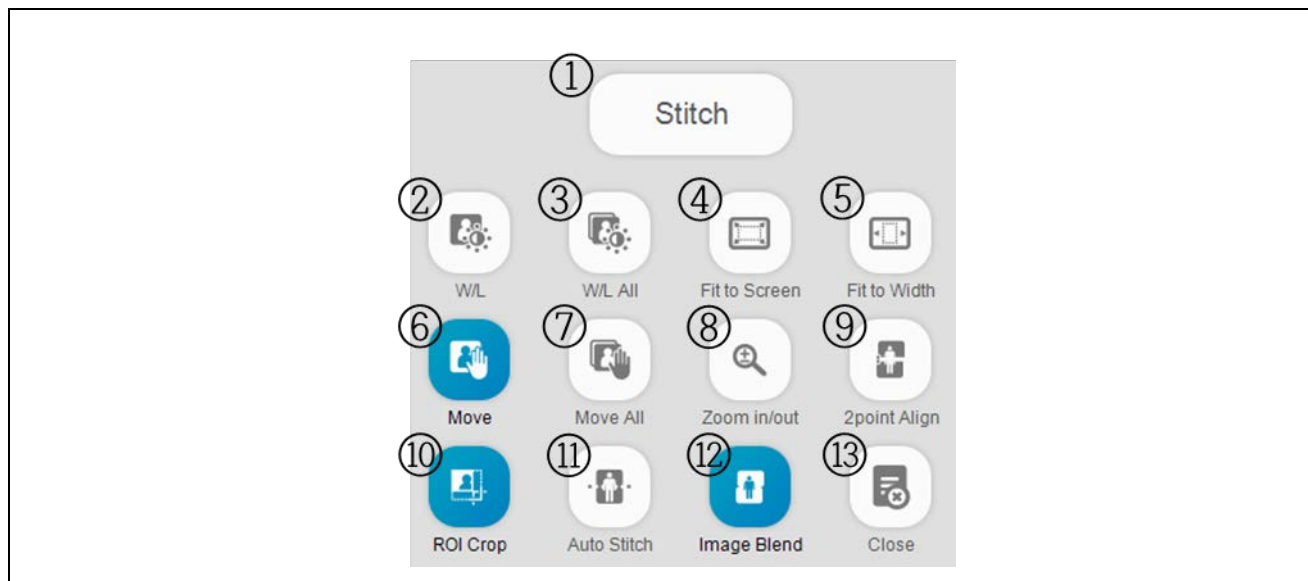 ① Stitch
② ③ ④ ⑤
W/L W/L All Fit to Screen Fit to Width
⑥ ⑦ ⑧ ⑨
Move Move All Zoom in/out 2point Align
⑩ ⑪ ⑫ ⑬
ROI Crop Auto Stitch Image Blend Close